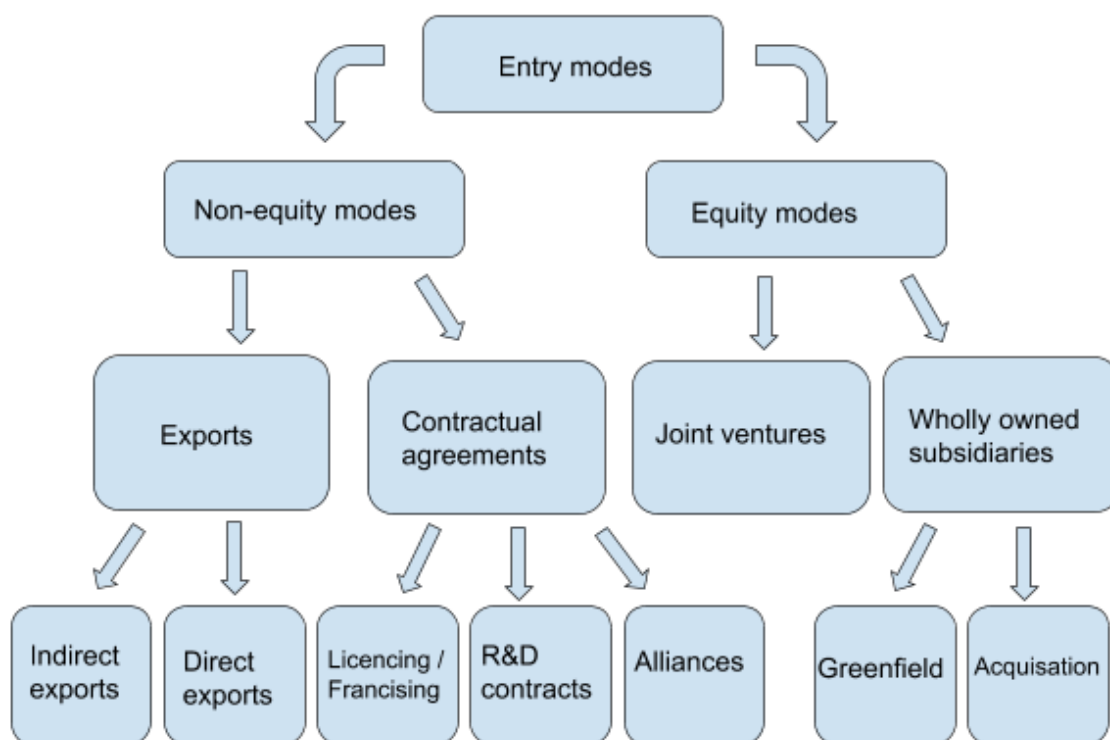 Entry modes
Non-equity modes
Equity modes
Exports
Contractual
agreements
Joint ventures
Wholly owned
subsidiaries
Indirect
exports
Direct
exports
Licencing /
Francising
R&D
contracts
Alliances
Greenfield
Acquisation